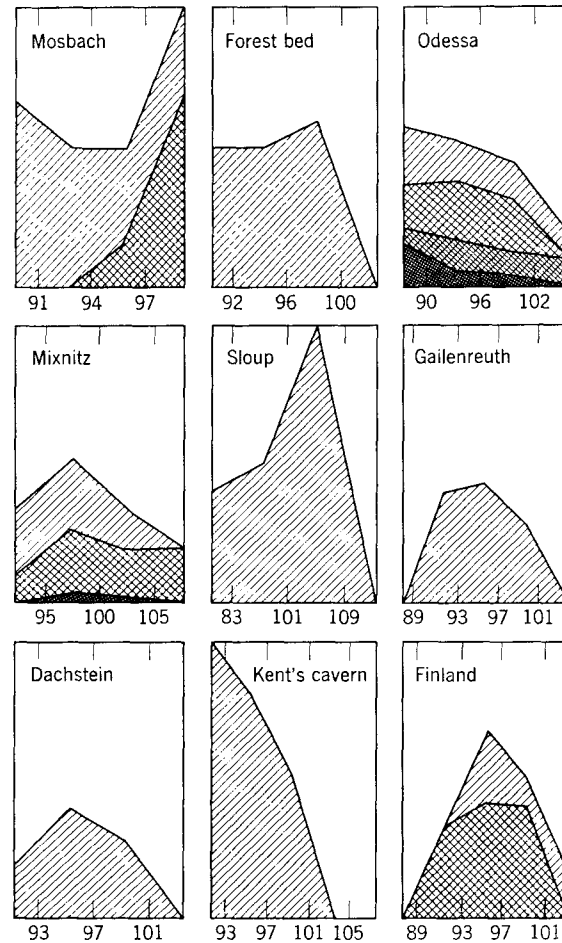 Mosbach Forest bed Odessa
91 94 97 92 96 100 90 96 102
Mixnitz Sloup Gailenreuth
95 100 105 83 101 109 89 93 97 101
Dachstein Kent's cavern Finland
93 97 101 93 97 101 105 89 93 97 101